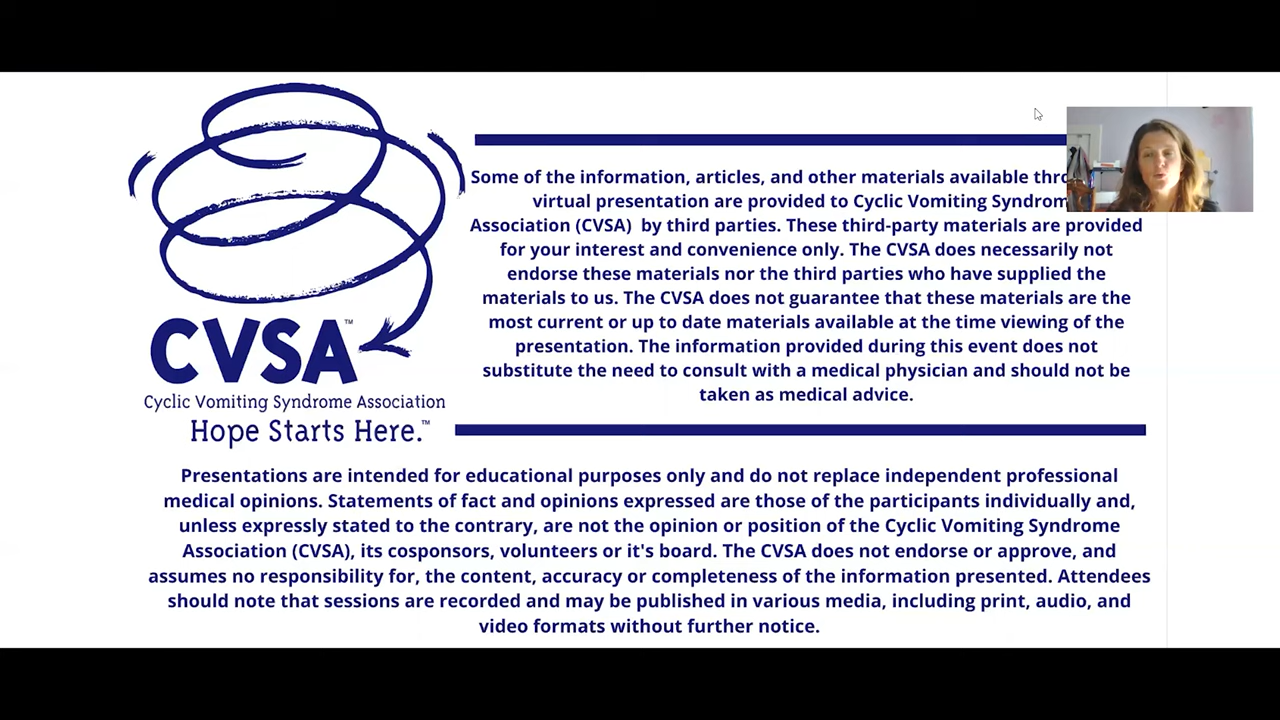 Some of the information, articles, and other materials available
virtual presentation are provided to Cyclic Vomiting
Association (CVSA) by third parties. These third-party materials are provided
for your interest and convenience only. The CVSA does necessarily not
endorse these materials nor the third parties who have supplied the
materials to us. The CVSA does not guarantee that these materials are the
most current or up to date materials available at the time viewing of the
presentation. The information provided during this event does not
substitute the need to consult with a medical physician and should not be
taken as medical advice.
CVSA™
Cyclic Vomiting Syndrome Association
Hope Starts Here.™
Presentations are intended for educational purposes only and do not replace independent professional
medical opinions. Statements of fact and opinions expressed are those of the participants individually and,
unless expressly stated to the contrary, are not the opinion or position of the Cyclic Vomiting Syndrome
Association (CVSA), its cosponsors, volunteers or it's board. The CVSA does not endorse or approve, and
assumes no responsibility for, the content, accuracy or completeness of the information presented. Attendees
should note that sessions are recorded and may be published in various media, including print, audio, and
video formats without further notice.